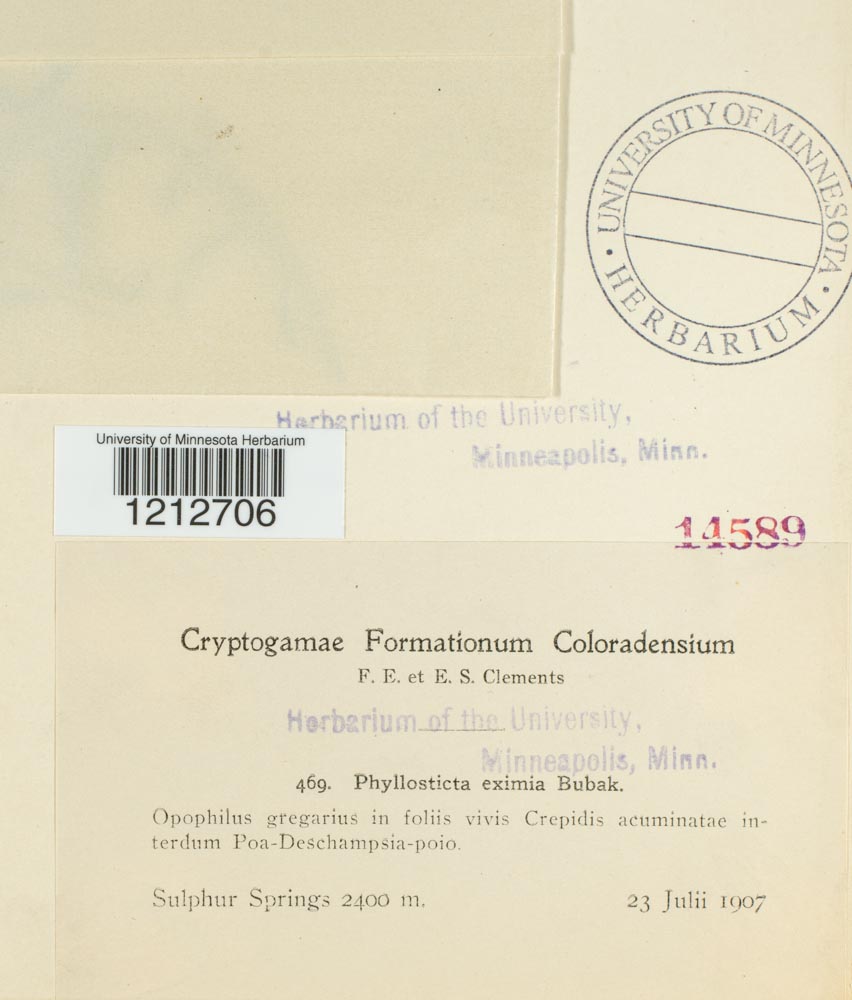 UNIVERSITY OF MINNESOTA
· HERBARIUM ·
Herbarium of the University,
Minneapolis, Minn.
University of Minnesota Herbarium
1212706
14589
Cryptogamae Formationum Coloradensium
F. E. et E. S. Clements
Herbarium of the University,
Minneapolis, Minn.
469. Phyllosticta eximia Bubak.
Opophilus gregarius in foliis vivis Crepidis acuminatae in-
terdum Poa-Deschampsia-poio.
Sulphur Springs 2400 m. 23 Julii 1907